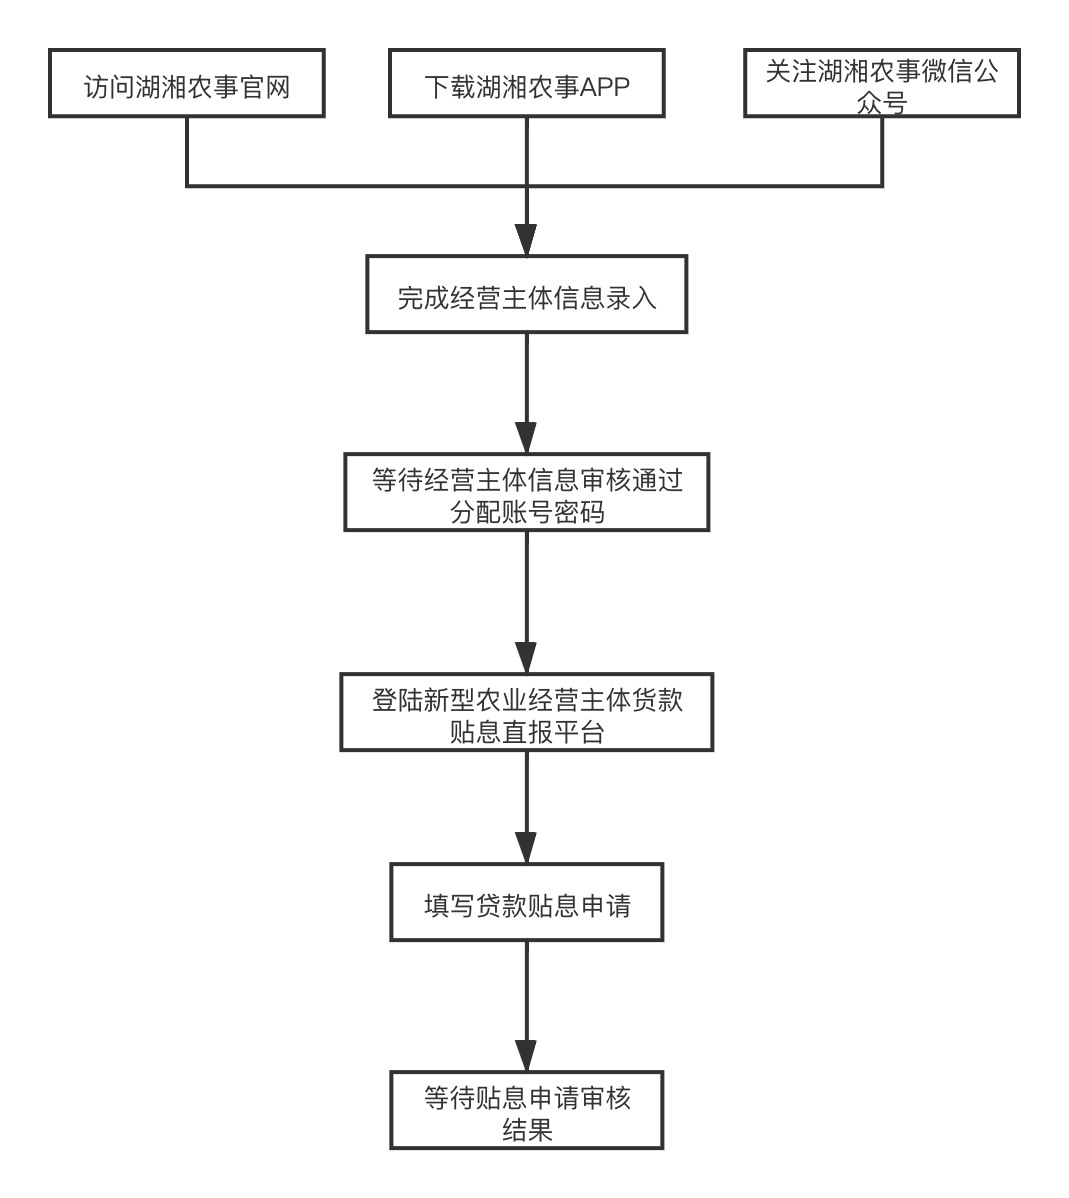 访问湖湘农事官网
下载湖湘农事APP
关注湖湘农事微信公
众号
完成经营主体信息录入
等待经营主体信息审核通过
分配账号密码
登陆新型农业经营主体货款
贴息直报平台
填写贷款贴息申请
等待贴息申请审核
结果